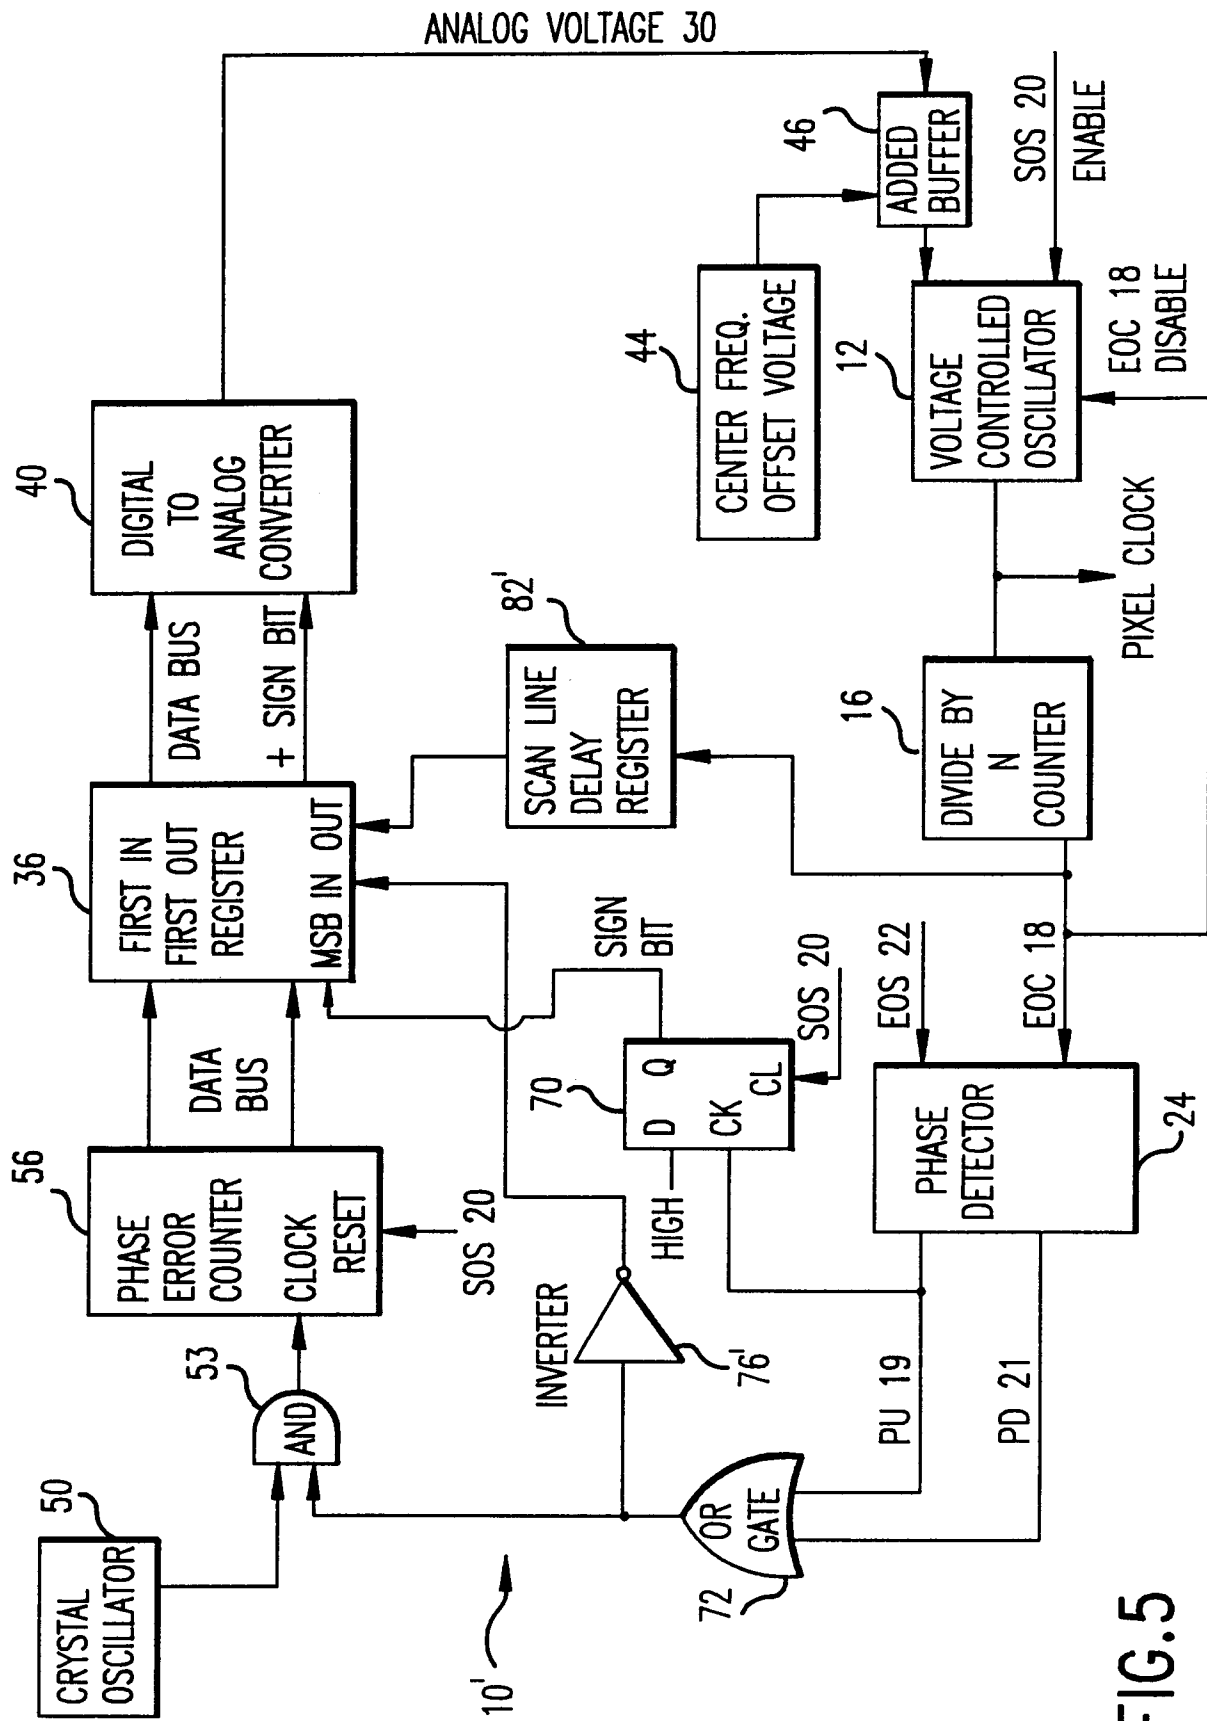 CRYSTAL
OSCILLATOR
50
AND
53
PHASE
ERROR
COUNTER
CLOCK
RESET
56
SOS 20
DATA
BUS
FIRST IN
FIRST OUT
REGISTER
MSB IN OUT
36
DATA BUS
+ SIGN BIT
DIGITAL
TO
ANALOG
CONVERTER
40
ANALOG VOLTAGE 30
10'
INVERTER
76'
SIGN
BIT
SCAN LINE
DELAY
REGISTER
82'
CENTER FREQ.
OFFSET VOLTAGE
44
ADDED
BUFFER
46
OR
GATE
72
HIGH
D Q
CK
CL
70
SOS 20
PU 19
PD 21
PHASE
DETECTOR
24
EOS 22
EOC 18
DIVIDE BY
N
COUNTER
16
PIXEL CLOCK
VOLTAGE
CONTROLLED
OSCILLATOR
12
SOS 20
ENABLE
EOC 18
DISABLE
FIG.5